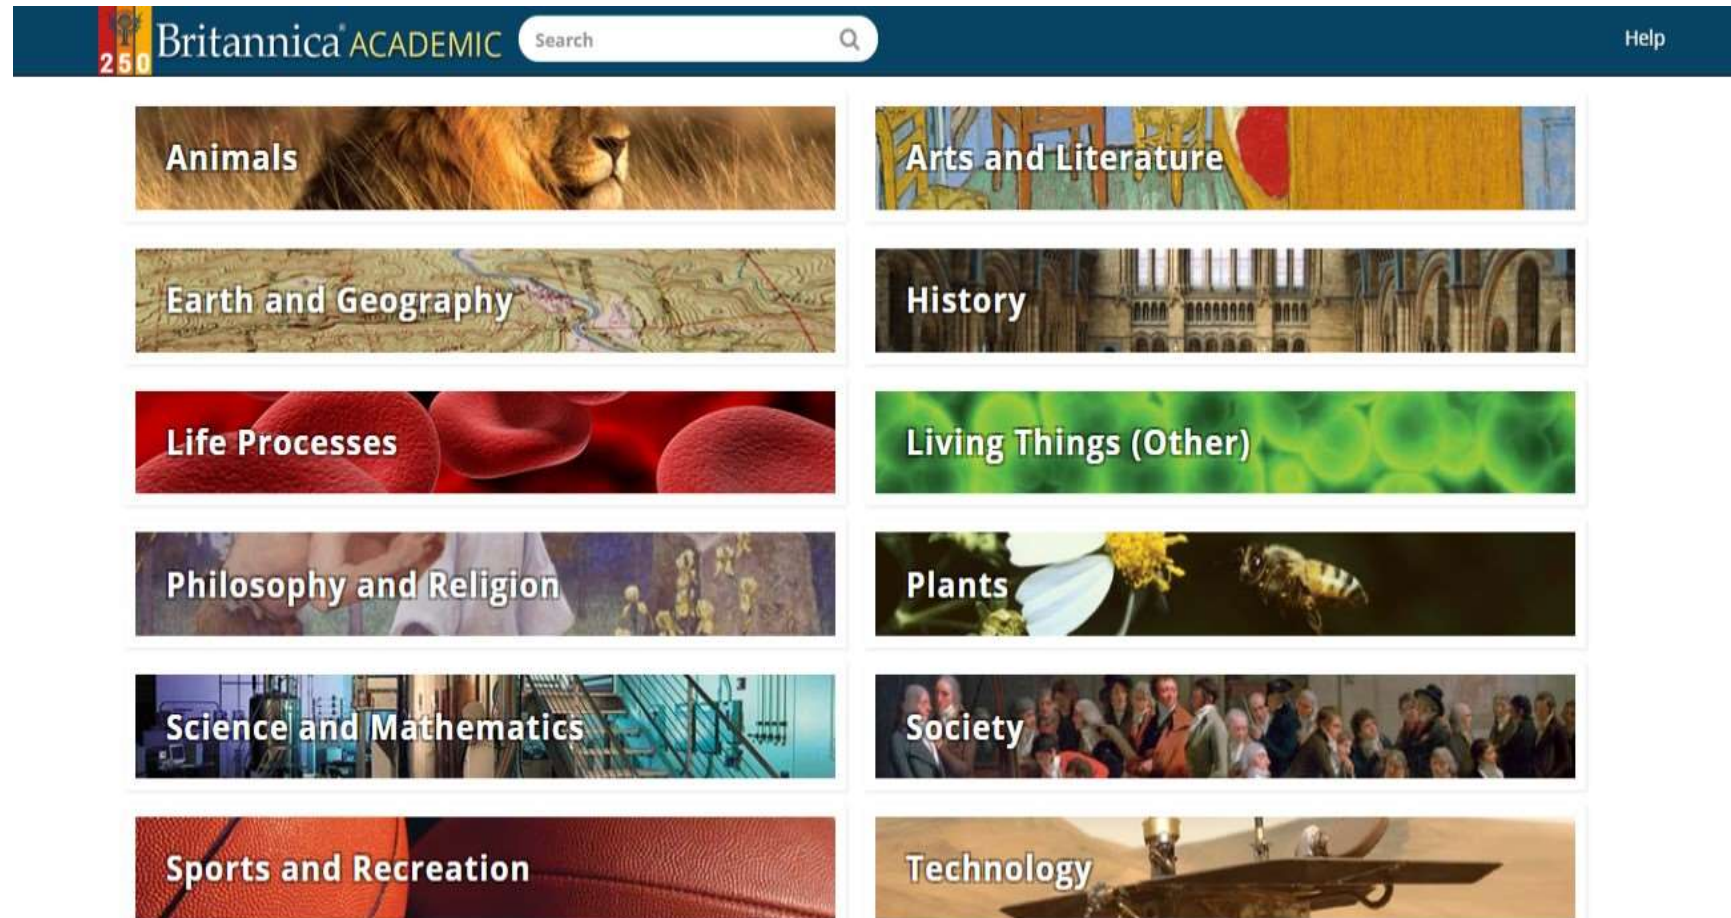 250 Britannica® ACADEMIC Search Help
Animals
Arts and Literature
Earth and Geography
History
Life Processes
Living Things (Other)
Philosophy and Religion
Plants
Science and Mathematics
Society
Sports and Recreation
Technology